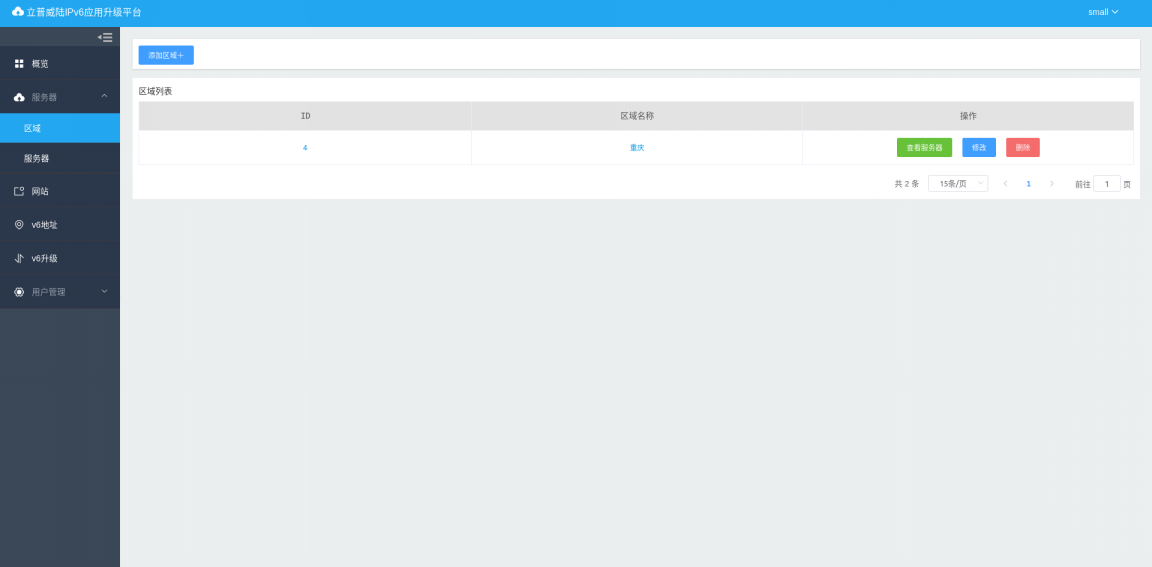 立普威陆IPv6应用升级平台
small
概览
服务器
区域
服务器
网站
v6地址
v6升级
用户管理
添加区域+
区域列表
ID 区域名称 操作
4 重庆 查看服务器 修改 删除
共 2 条 15条/页 1 前往 1 页